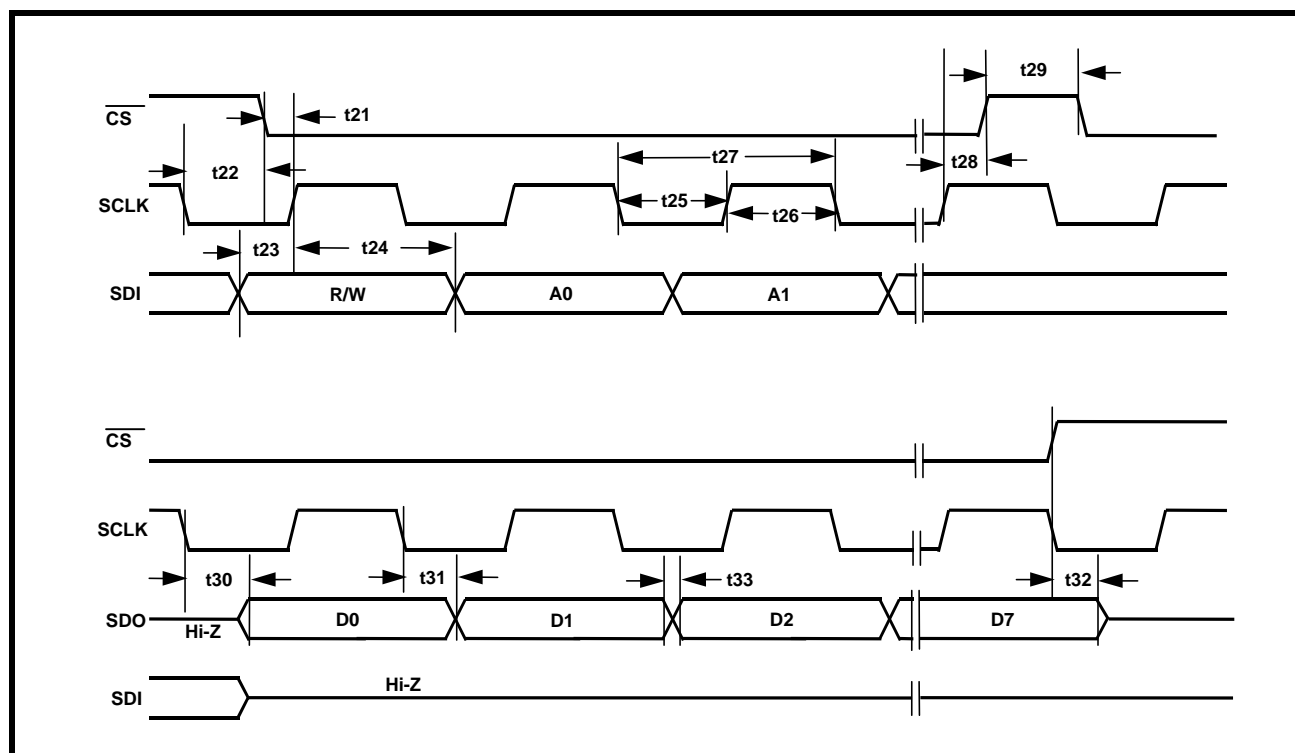 t29
CS
t21
t27
t22
t28
SCLK
t25
t26
t23
t24
SDI
R/W
A0
A1
CS
SCLK
t30
t31
t33
t32
SDO
Hi-Z
D0
D1
D2
D7
SDI
Hi-Z